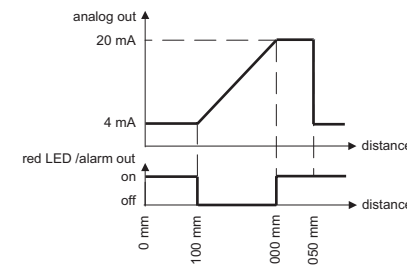 analog out
20 mA
4 mA
distance
red LED /alarm out
on
off
distance
0 mm
100 mm
000 mm
050 mm